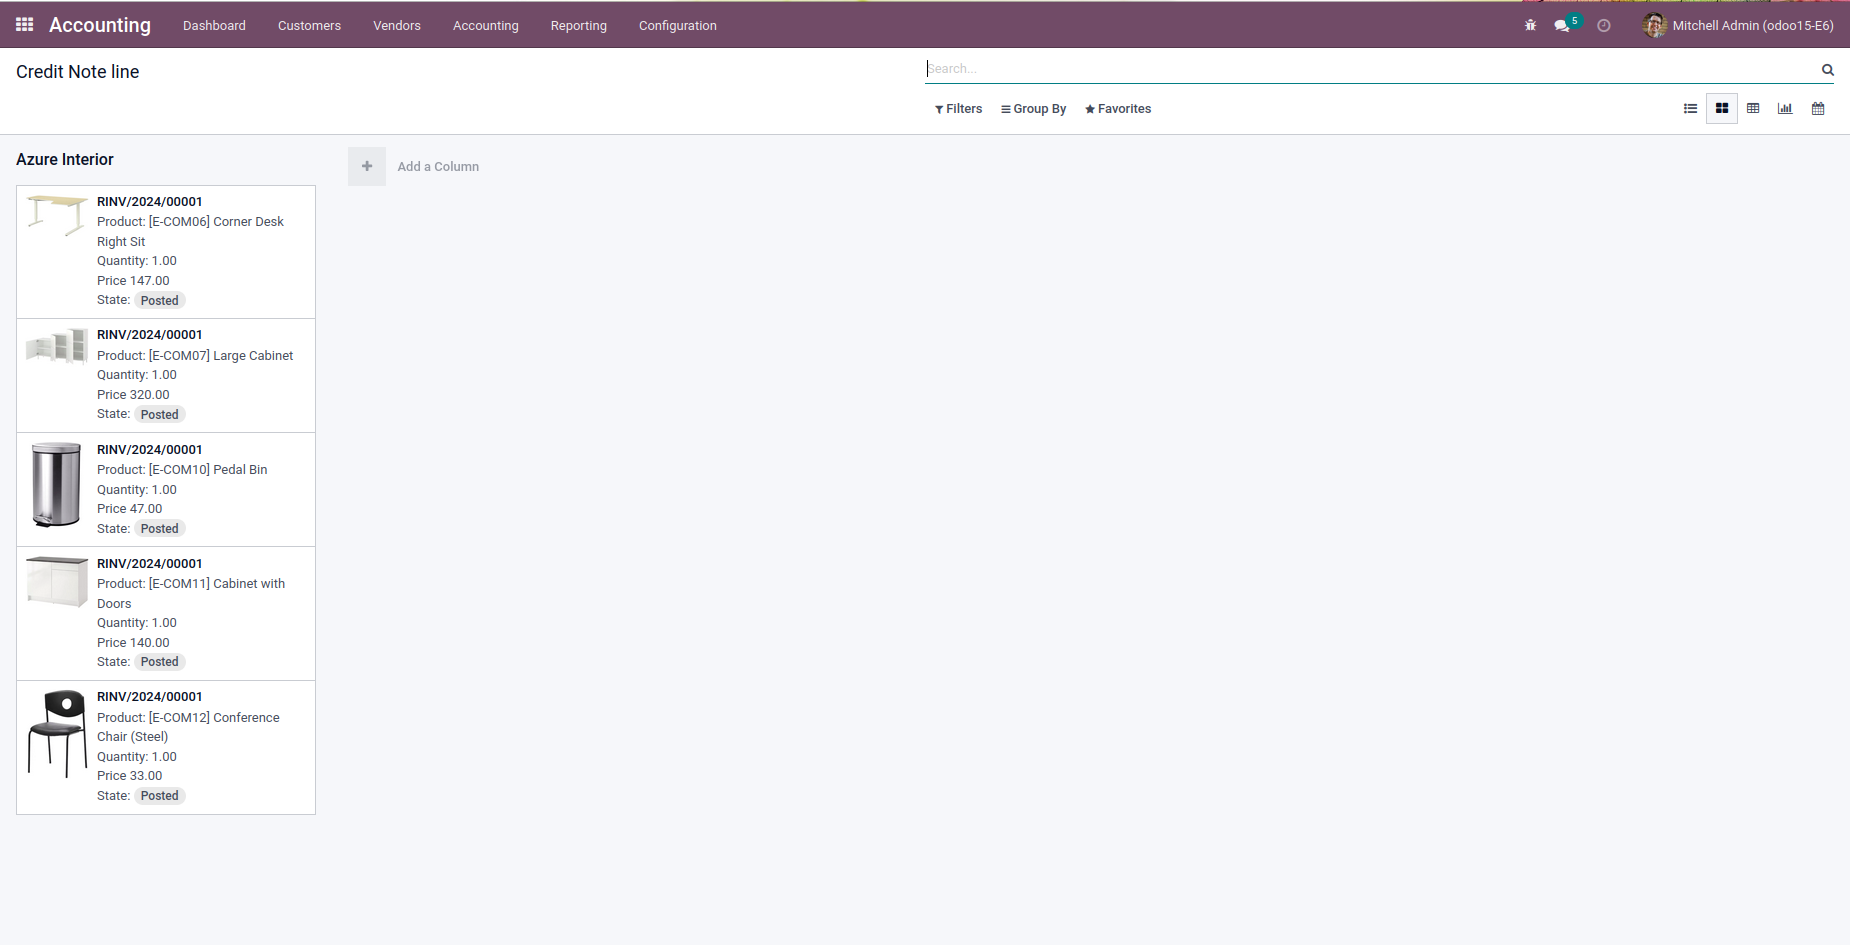 Accounting Dashboard Customers Vendors Accounting Reporting Configuration 5 Mitchell Admin (odoo15-E6)
Credit Note line
Search...
Filters Group By Favorites
Azure Interior
Add a Column
RINV/2024/00001
Product: [E-COM06] Corner Desk
Right Sit
Quantity: 1.00
Price 147.00
State: Posted
RINV/2024/00001
Product: [E-COM07] Large Cabinet
Quantity: 1.00
Price 320.00
State: Posted
RINV/2024/00001
Product: [E-COM10] Pedal Bin
Quantity: 1.00
Price 47.00
State: Posted
RINV/2024/00001
Product: [E-COM11] Cabinet with
Doors
Quantity: 1.00
Price 140.00
State: Posted
RINV/2024/00001
Product: [E-COM12] Conference
Chair (Steel)
Quantity: 1.00
Price 33.00
State: Posted